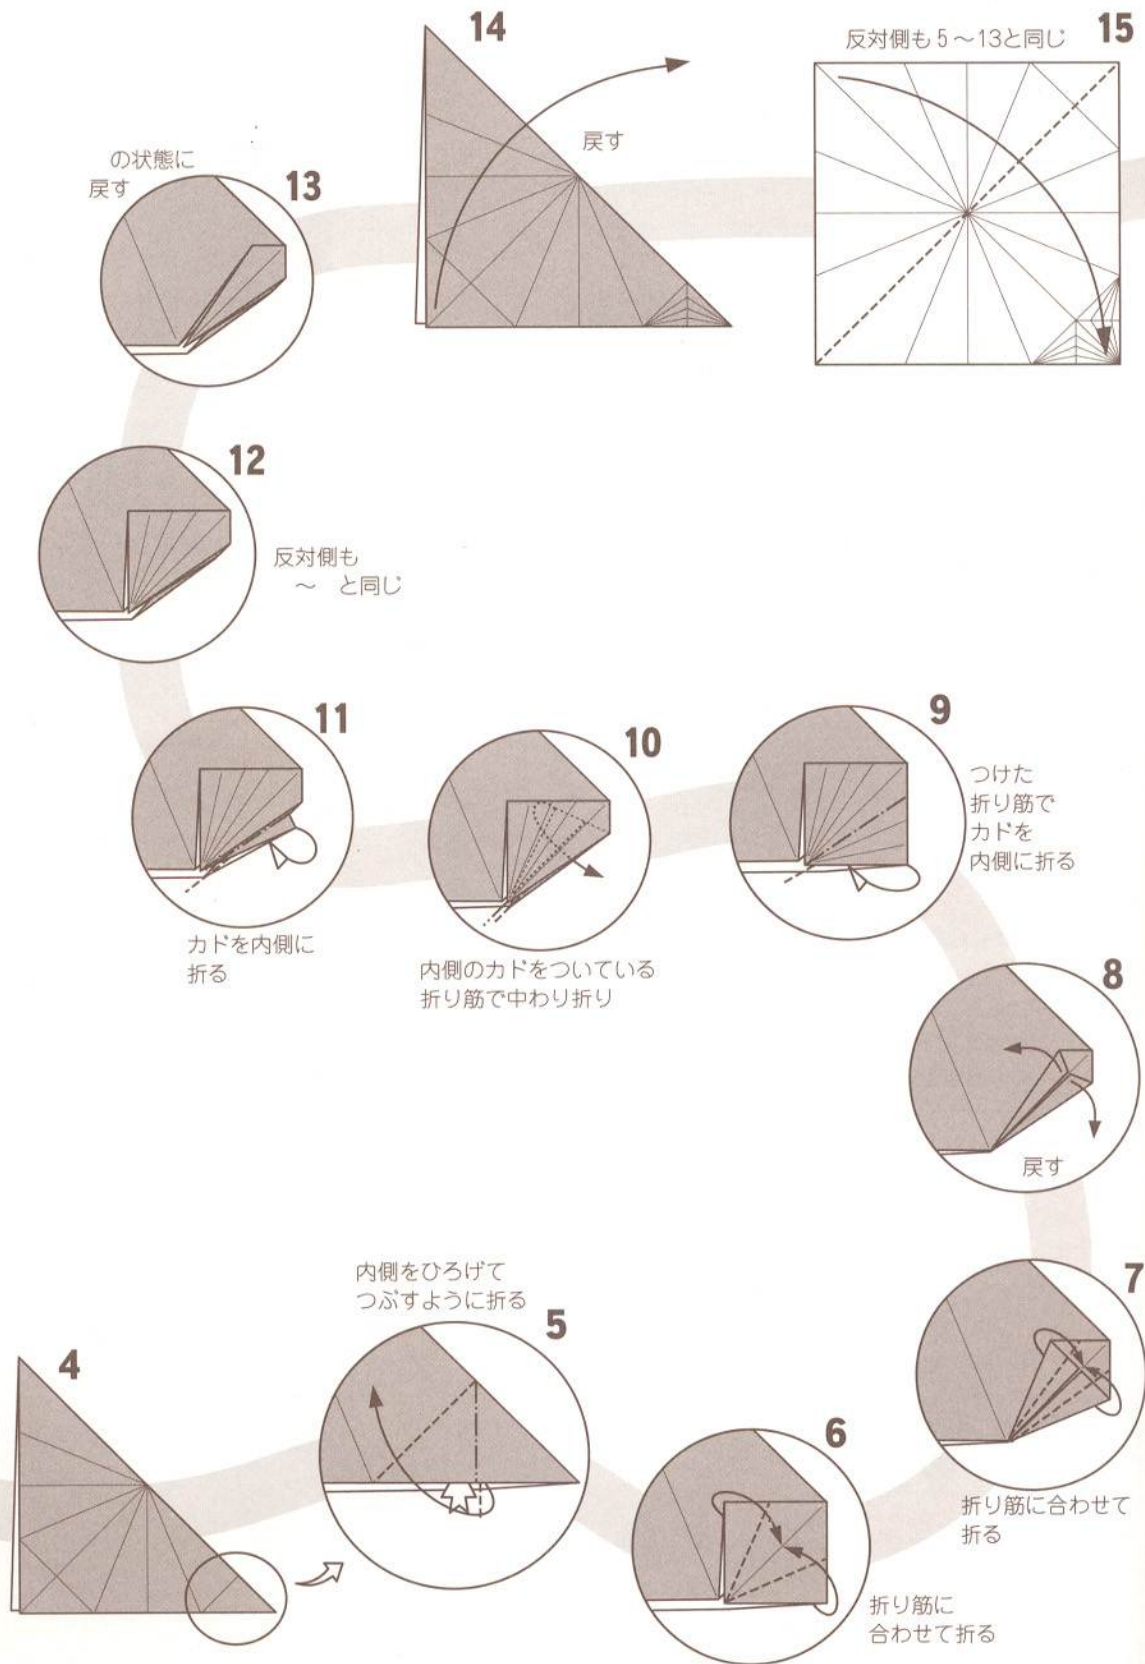 4
5
内側をひろげて
つぶすように折る
6
折り筋に
合わせて折る
7
折り筋に合わせて
折る
8
戻す
9
つけた
折り筋で
カドを
内側に折る
10
内側のカドをついている
折り筋で中わり折り
11
カドを内側に
折る
12
反対側も
～ と同じ
13
の状態に
戻す
14
戻す
15
反対側も5～13と同じ